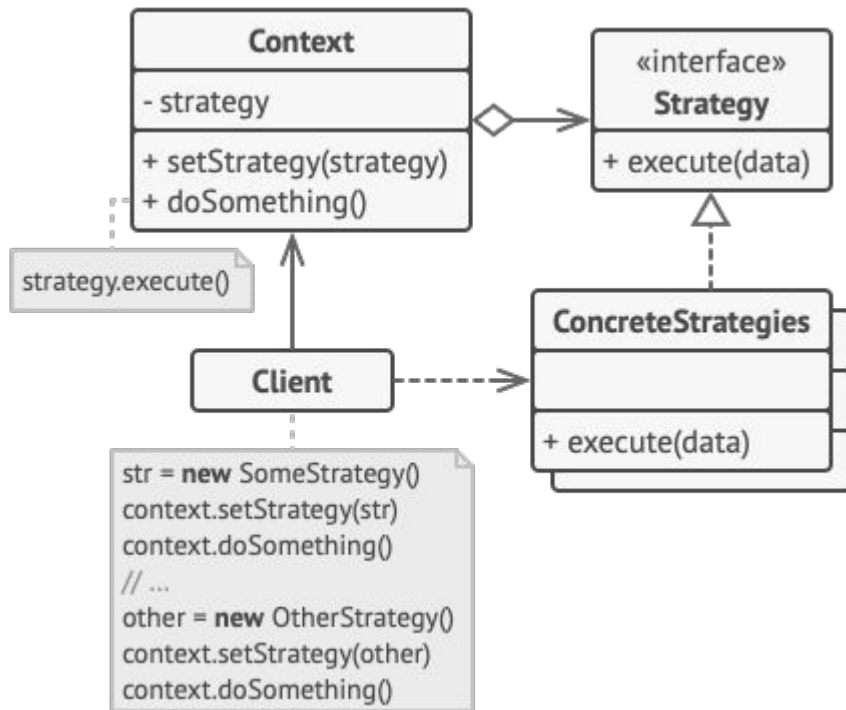 Context
- strategy
+ setStrategy(strategy)
+ doSomething()
«interface»
Strategy
+ execute(data)
strategy.execute()
ConcreteStrategies
+ execute(data)
Client
str = new SomeStrategy()
context.setStrategy(str)
context.doSomething()
// ...
other = new OtherStrategy()
context.setStrategy(other)
context.doSomething()